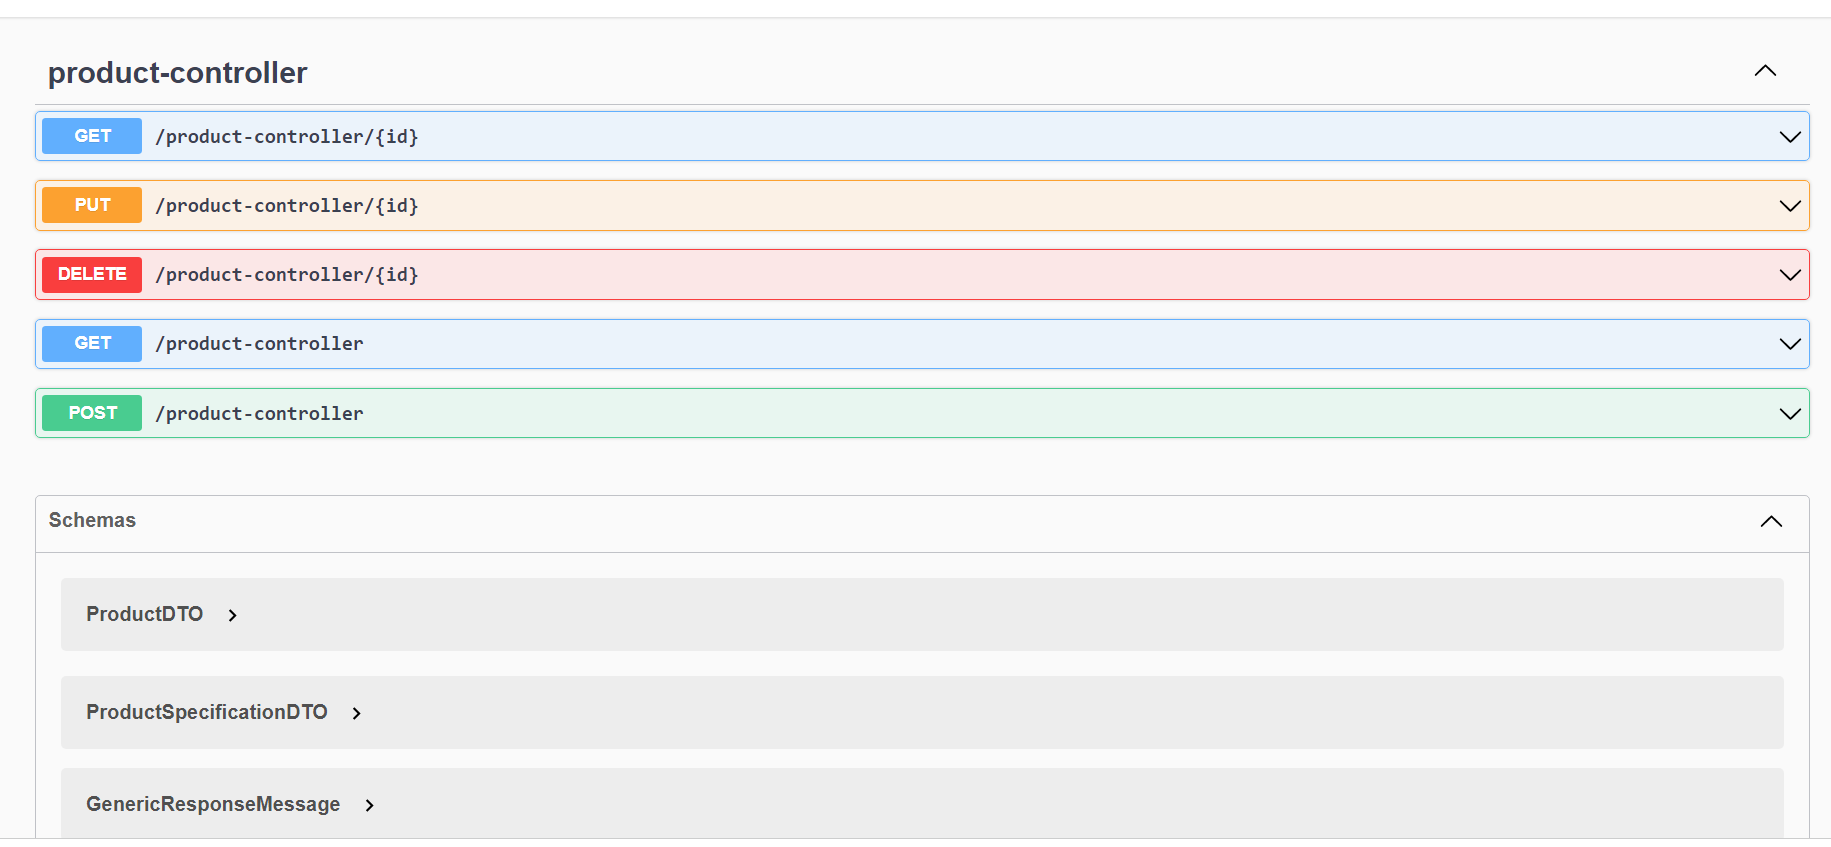 product-controller
GET /product-controller/{id}
PUT /product-controller/{id}
DELETE /product-controller/{id}
GET /product-controller
POST /product-controller
Schemas
ProductDTO
ProductSpecificationDTO
GenericResponseMessage